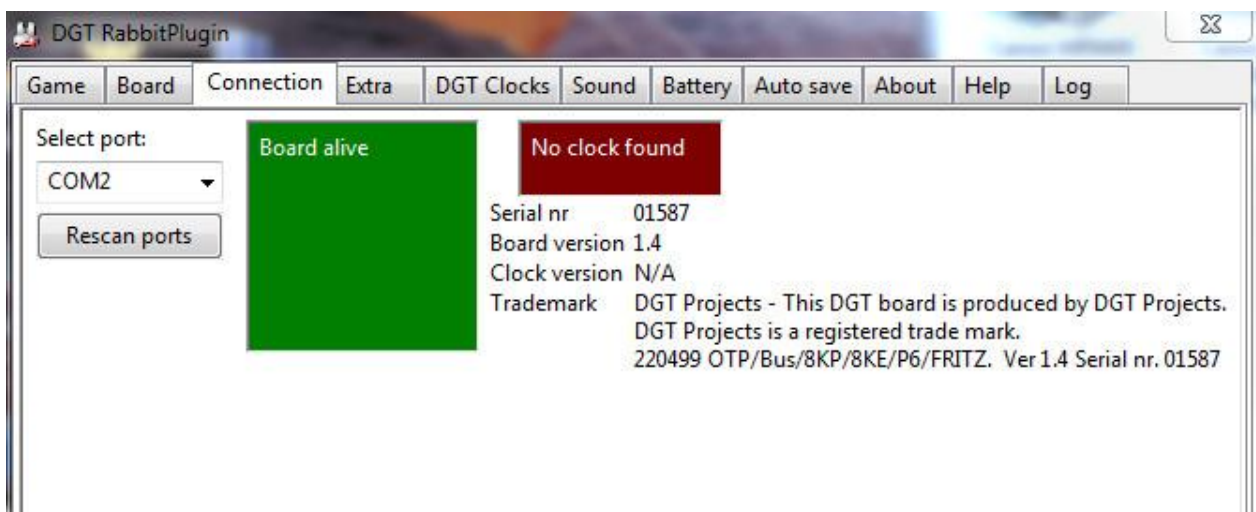 DGT RabbitPlugin
Game Board Connection Extra DGT Clocks Sound Battery Auto save About Help Log
Select port:
COM2
Rescan ports
Board alive
No clock found
Serial nr 01587
Board version 1.4
Clock version N/A
Trademark DGT Projects - This DGT board is produced by DGT Projects.
DGT Projects is a registered trade mark.
220499 OTP/Bus/8KP/8KE/P6/FRITZ. Ver 1.4 Serial nr. 01587